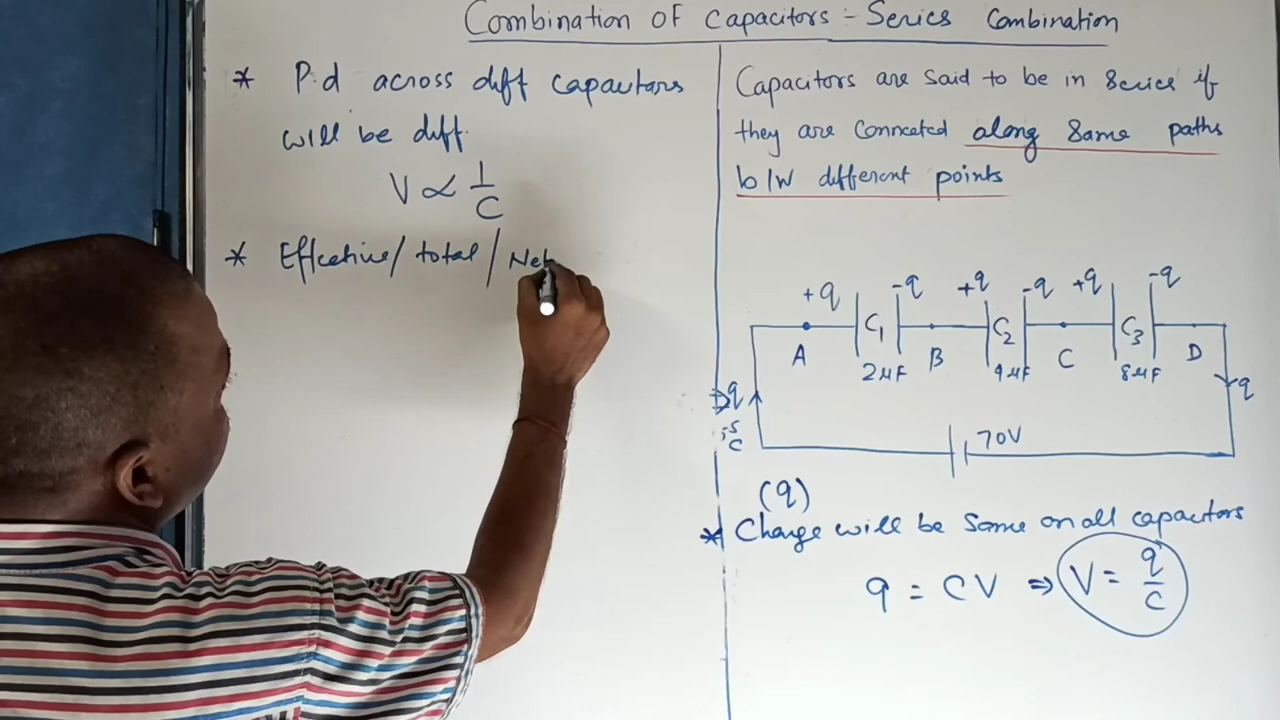 Combination of Capacitors :- Series Combination
* P.d across diff capacitors
will be diff.
V ∝ 1/C
* Effective/ total / Net
Capacitors are said to be in Series if
they are Connected along Same paths
b/w different points
+q -q +q -q +q -q
C1 C2 C3
A B C D
2μF 4μF 8μF
q q
C
70V
(q)
* Charge will be Same on all capacitors
q = CV ⇒ V = q/c